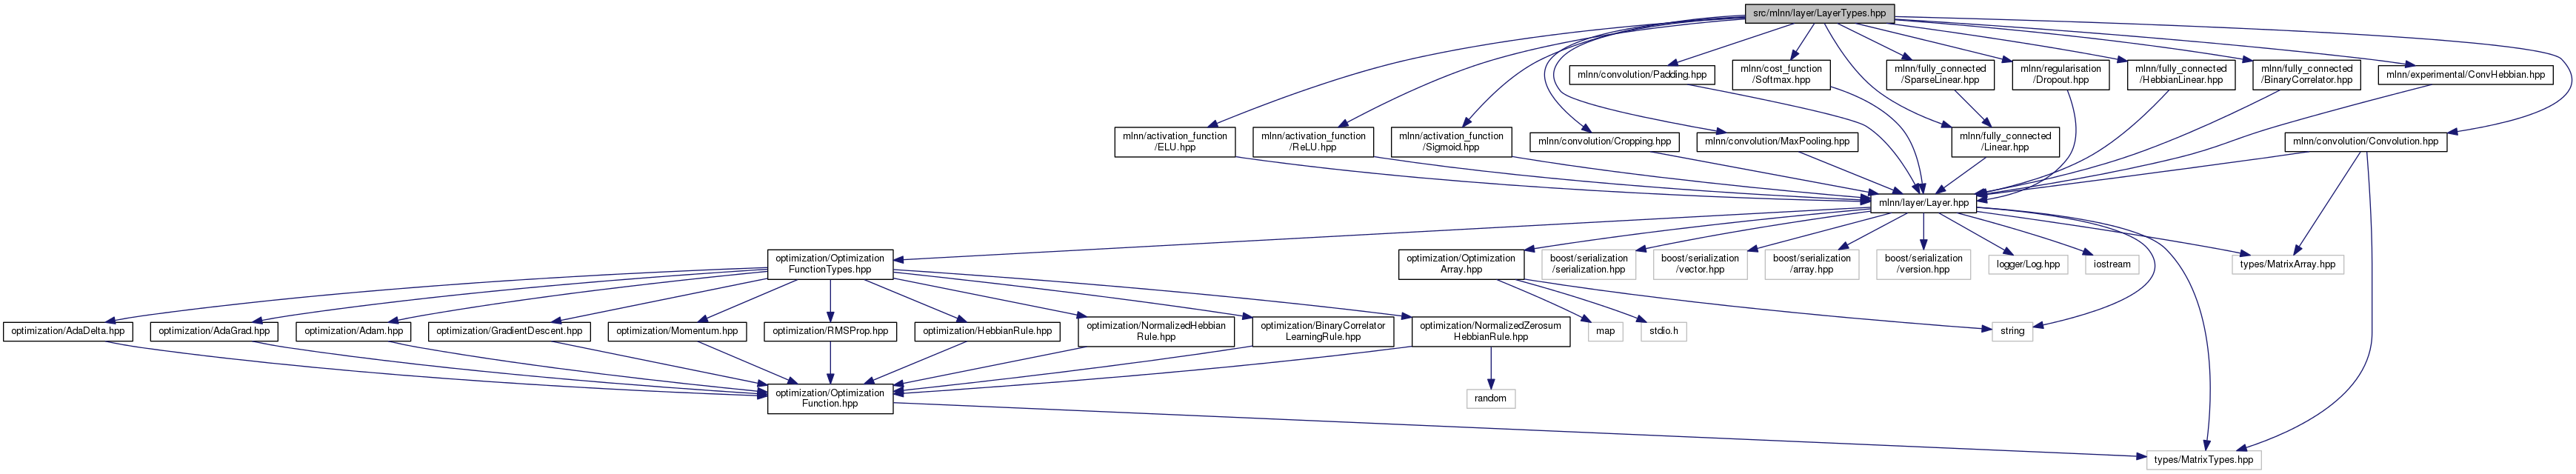 src/mlnn/layer/LayerTypes.hpp
mlnn/convolution/Padding.hpp
mlnn/cost_function
/Softmax.hpp
mlnn/fully_connected
/SparseLinear.hpp
mlnn/regularisation
/Dropout.hpp
mlnn/fully_connected
/HebbianLinear.hpp
mlnn/fully_connected
/BinaryCorrelator.hpp
mlnn/experimental/ConvHebbian.hpp
mlnn/activation_function
/ELU.hpp
mlnn/activation_function
/ReLU.hpp
mlnn/activation_function
/Sigmoid.hpp
mlnn/convolution/Cropping.hpp
mlnn/convolution/MaxPooling.hpp
mlnn/fully_connected
/Linear.hpp
mlnn/convolution/Convolution.hpp
mlnn/layer/Layer.hpp
optimization/Optimization
FunctionTypes.hpp
optimization/Optimization
Array.hpp
boost/serialization
/serialization.hpp
boost/serialization
/vector.hpp
boost/serialization
/array.hpp
boost/serialization
/version.hpp
logger/Log.hpp
iostream
types/MatrixArray.hpp
optimization/AdaDelta.hpp
optimization/AdaGrad.hpp
optimization/Adam.hpp
optimization/GradientDescent.hpp
optimization/Momentum.hpp
optimization/RMSProp.hpp
optimization/HebbianRule.hpp
optimization/NormalizedHebbian
Rule.hpp
optimization/BinaryCorrelator
LearningRule.hpp
optimization/NormalizedZerosum
HebbianRule.hpp
map
stdio.h
string
optimization/Optimization
Function.hpp
random
types/MatrixTypes.hpp